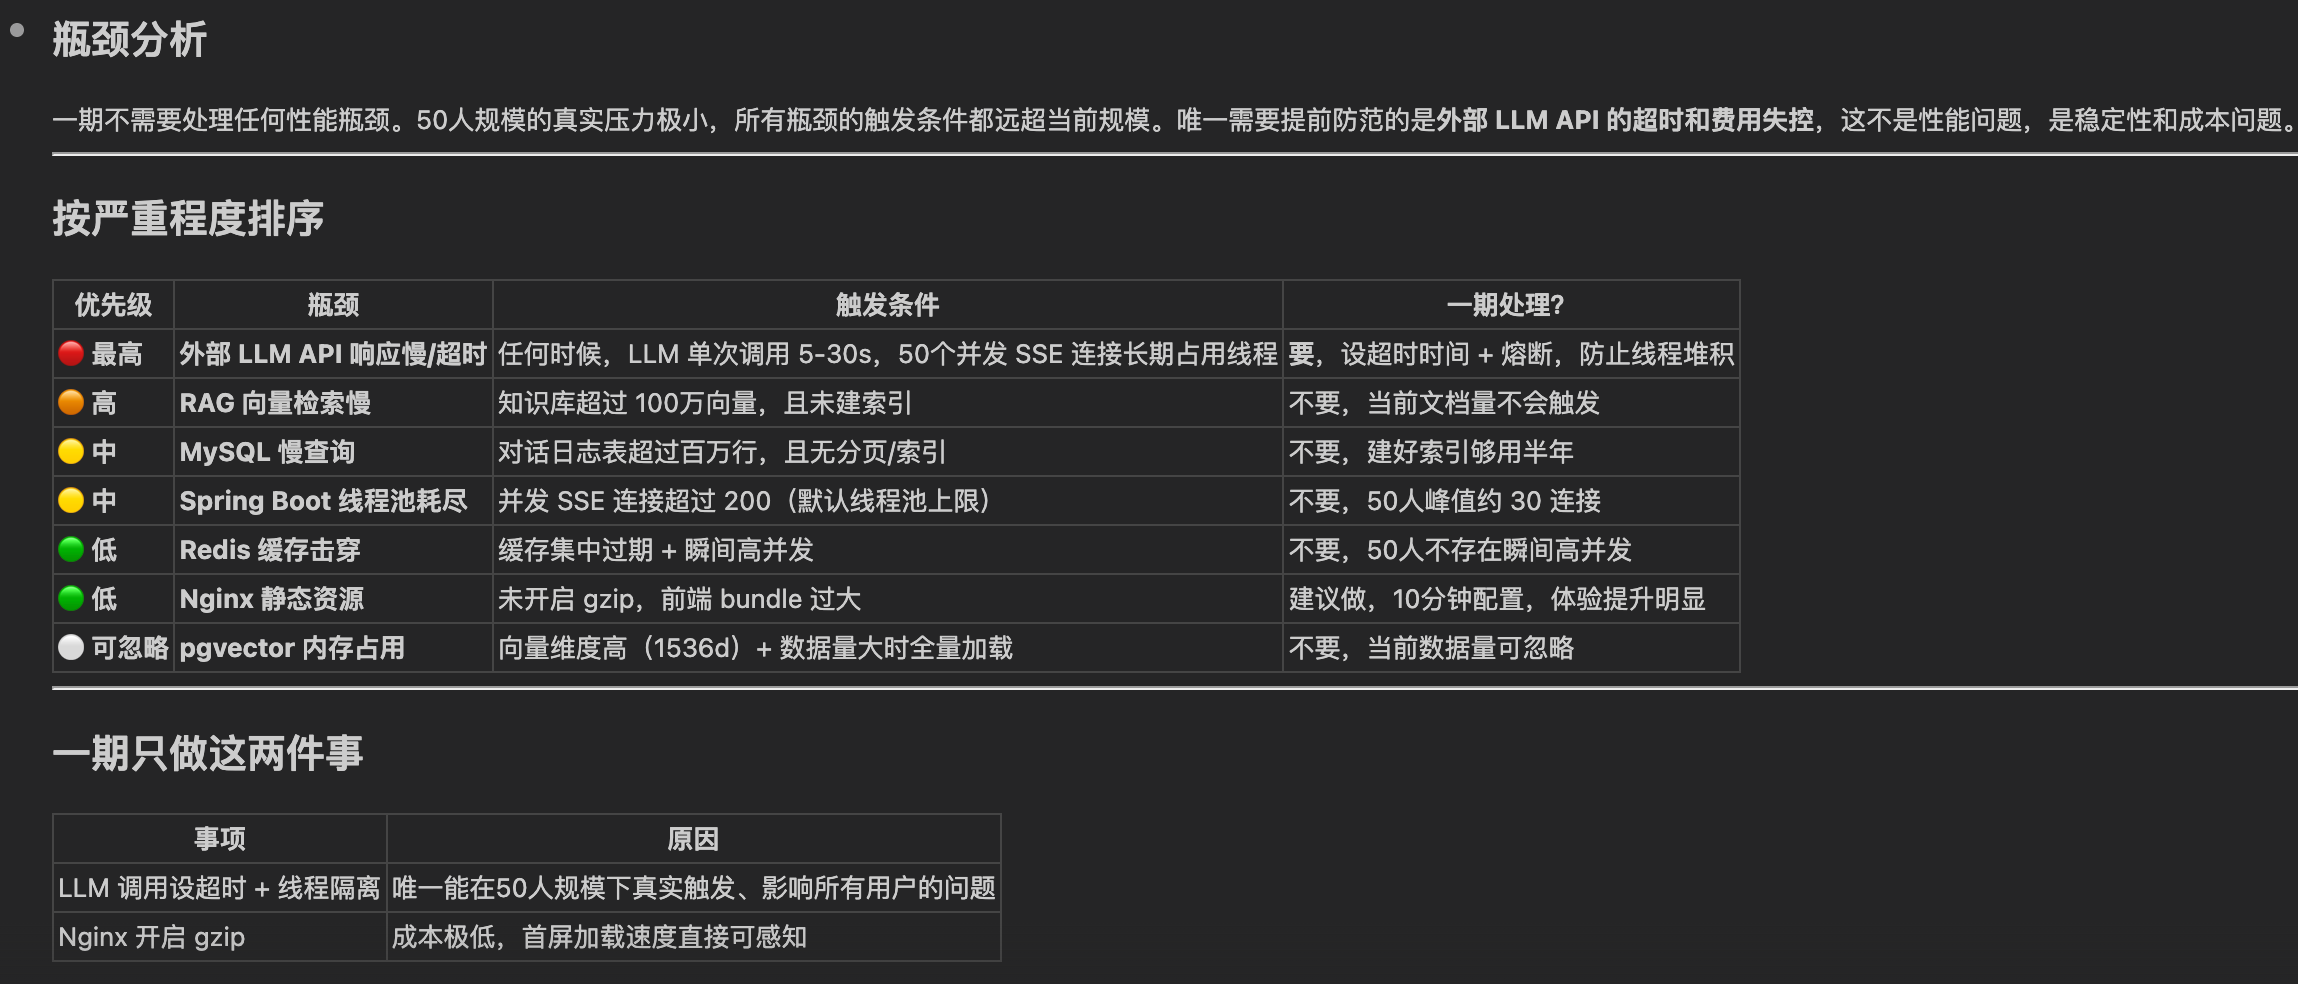 瓶颈分析
一期不需要处理任何性能瓶颈。50人规模的真实压力极小，所有瓶颈的触发条件都远超当前规模。唯一需要提前防范的是外部 LLM API 的超时和费用失控，这不是性能问题，是稳定性和成本问题。
按严重程度排序
优先级 瓶颈 触发条件 一期处理?
🔴 最高 外部 LLM API 响应慢/超时 任何时候，LLM 单次调用 5-30s，50个并发 SSE 连接长期占用线程 要，设超时时间 + 熔断，防止线程堆积
🟠 高 RAG 向量检索慢 知识库超过 100万向量，且未建索引 不要，当前文档量不会触发
🟡 中 MySQL 慢查询 对话日志表超过百万行，且无分页/索引 不要，建好索引够用半年
🟡 中 Spring Boot 线程池耗尽 并发 SSE 连接超过 200（默认线程池上限） 不要，50人峰值约 30 连接
🟢 低 Redis 缓存击穿 缓存集中过期 + 瞬间高并发 不要，50人不存在瞬间高并发
🟢 低 Nginx 静态资源 未开启 gzip，前端 bundle 过大 建议做，10分钟配置，体验提升明显
⚪ 可忽略 pgvector 内存占用 向量维度高（1536d）+ 数据量大时全量加载 不要，当前数据量可忽略
一期只做这两件事
事项 原因
LLM 调用设超时 + 线程隔离 唯一能在50人规模下真实触发、影响所有用户的问题
Nginx 开启 gzip 成本极低，首屏加载速度直接可感知